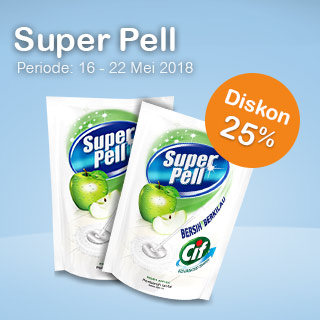 Super Pell
Periode: 16 - 22 Mei 2018
Diskon
25%
Super
Pell
Super
Pell
BERSIH BERKILAU
Cif